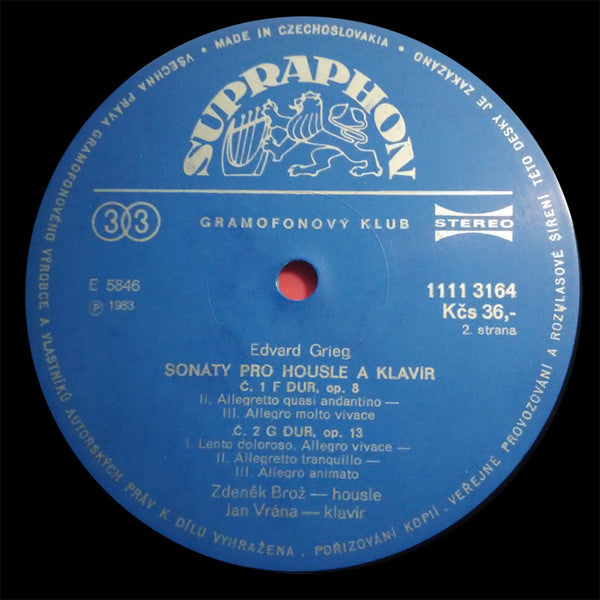 • MADE IN CZECHOSLOVAKIA •
VŠECHNA PRÁVA GRAMOFONOVÉHO VÝROBCE A VLASTNÍKŮ AUTORSKÝCH PRÁV K DÍLU VYHRAŽENA. POŘIZOVÁNÍ KOPIÍ, VEŘEJNÉ PROVOZOVÁNÍ A ROZHLASOVÉ ŠÍŘENÍ TÉTO DESKY JE ZAKÁZÁNO
SUPRAPHON
33
GRAMOFONOVÝ KLUB
STEREO
E 5846
1111 3164
℗ 1983
Kčs 36,-
2. strana
Edvard Grieg
SONÁTY PRO HOUSLE A KLAVÍR
Č. 1 F DUR, op. 8
II. Allegretto quasi andantino —
III. Allegro molto vivace
Č. 2 G DUR, op. 13
I. Lento doloroso, Allegro vivace —
II. Allegretto tranquillo —
III. Allegro animato
Zdeněk Brož — housle
Jan Vrána — klavír